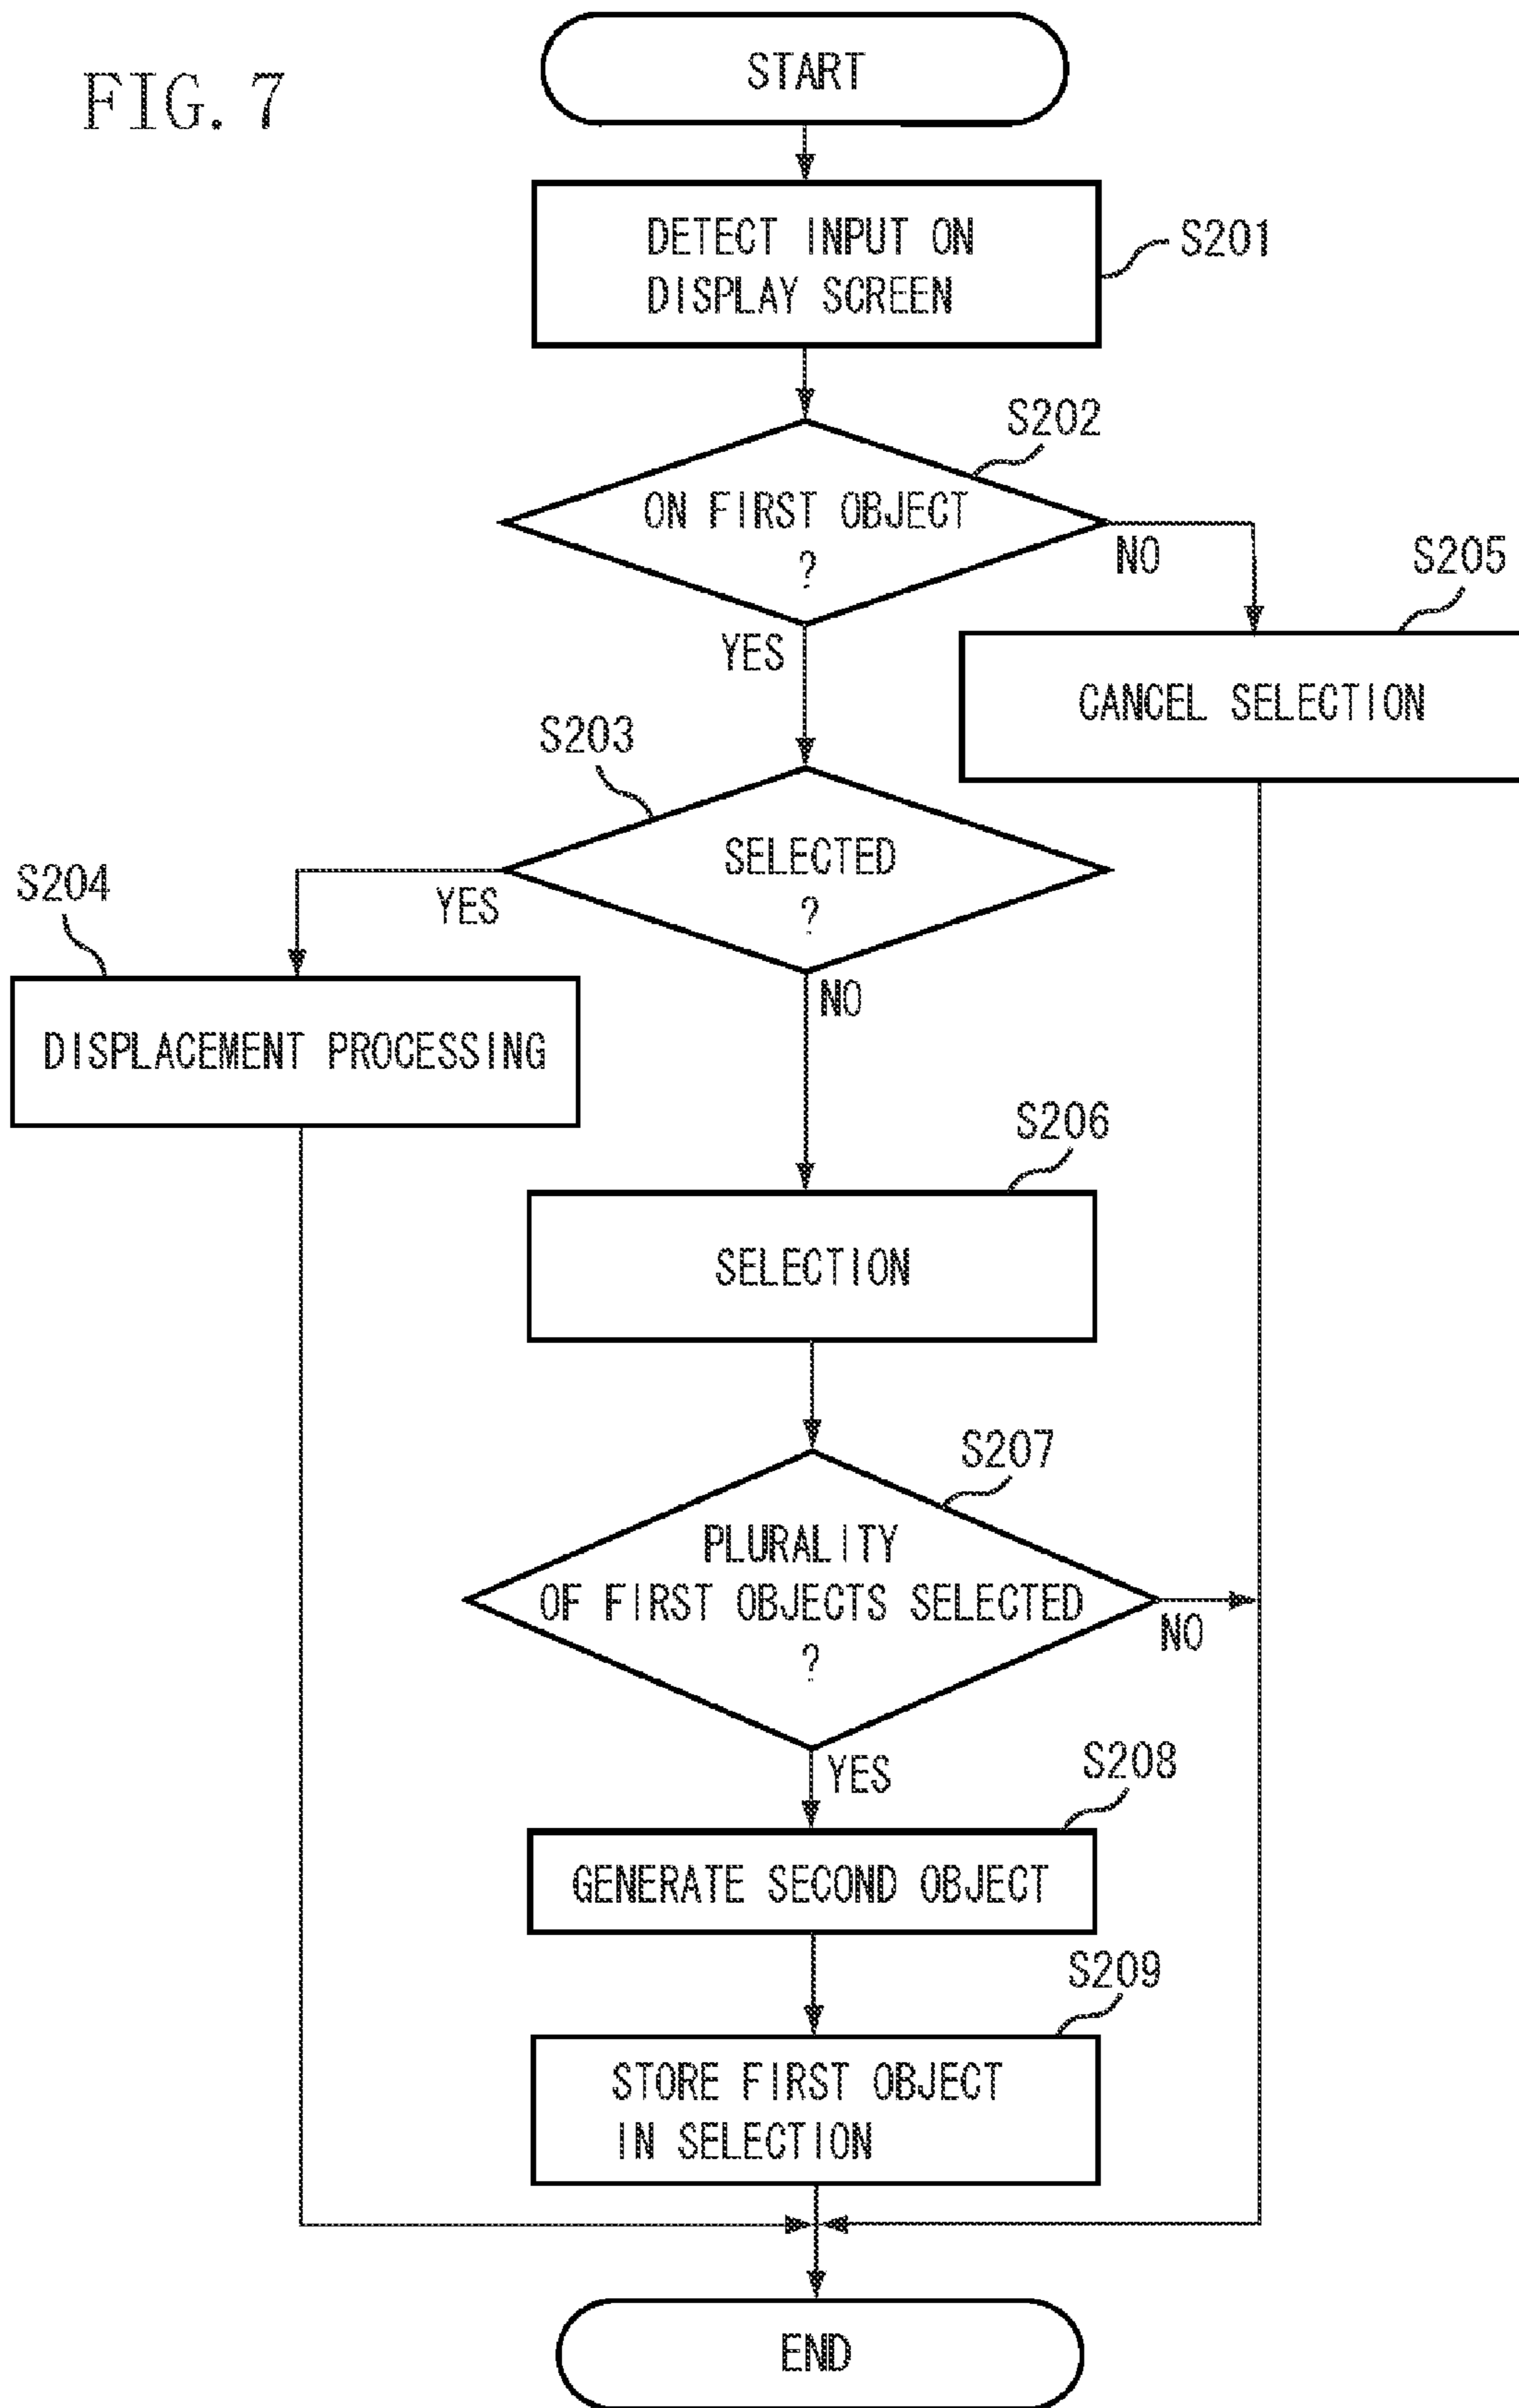 FIG. 7
START
DETECT INPUT ON
DISPLAY SCREEN
S201
S202
ON FIRST OBJECT
?
NO
YES
S205
CANCEL SELECTION
S203
SELECTED
?
YES
NO
S204
DISPLACEMENT PROCESSING
S206
SELECTION
S207
PLURALITY
OF FIRST OBJECTS SELECTED
?
NO
YES
S208
GENERATE SECOND OBJECT
S209
STORE FIRST OBJECT
IN SELECTION
END